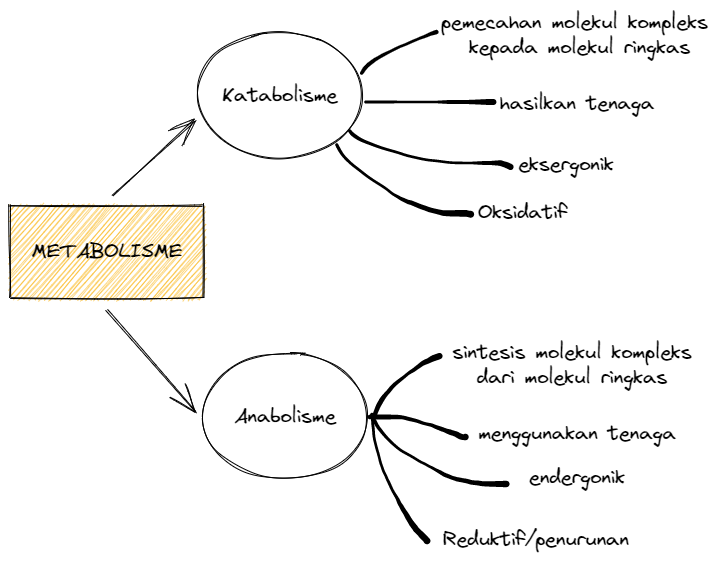 METABOLISME
Katabolisme
pemecahan molekul kompleks
kepada molekul ringkas
hasilkan tenaga
eksergonik
Oksidatif
Anabolisme
sintesis molekul kompleks
dari molekul ringkas
menggunakan tenaga
endergonik
Reduktif/penurunan